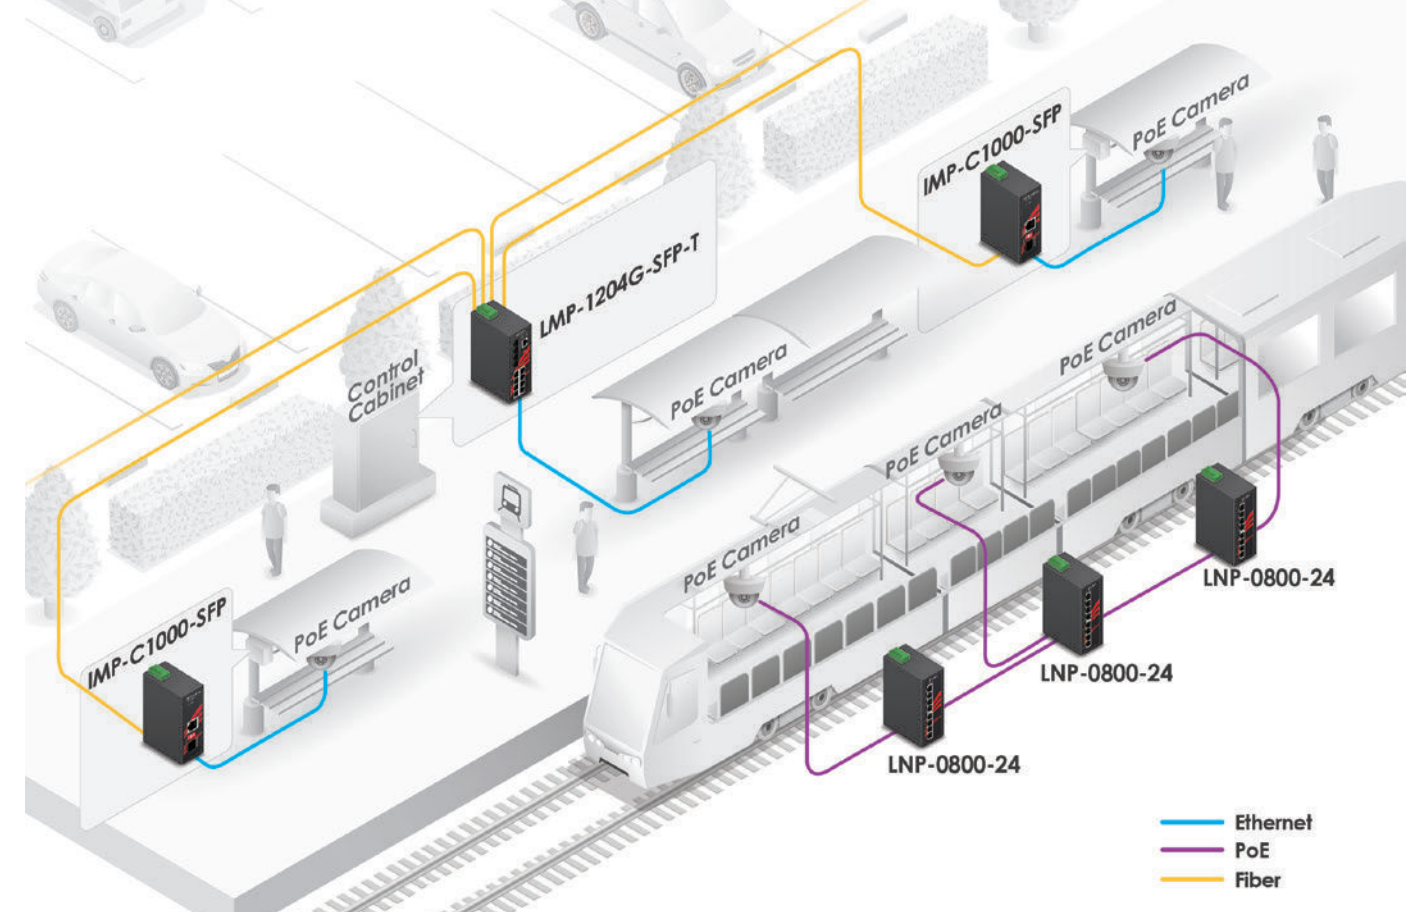 PoE Camera
IMP-C1000-SFP
LMP-1204G-SFP-T
Control
Cabinet
PoE Camera
PoE Camera
PoE Camera
PoE Camera
LNP-0800-24
IMP-C1000-SFP
PoE Camera
LNP-0800-24
LNP-0800-24
Ethernet
PoE
Fiber